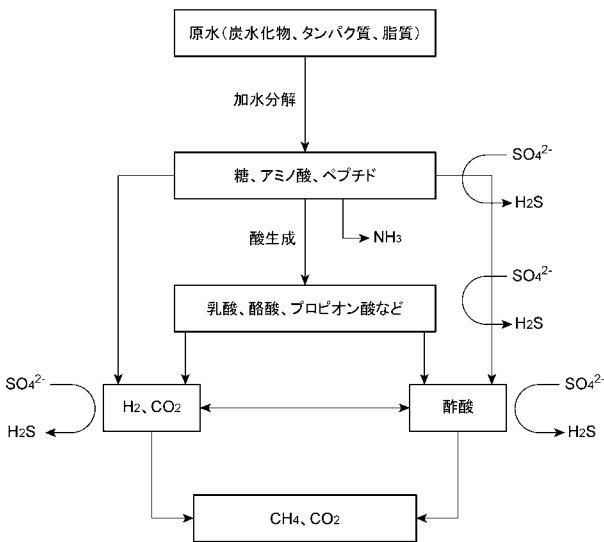 原水(炭水化物、タンパク質、脂質)
加水分解
糖、アミノ酸、ペプチド
SO₄²⁻
H₂S
酸生成
NH₃
SO₄²⁻
H₂S
乳酸、酪酸、プロピオン酸など
SO₄²⁻
H₂S
H₂、CO₂
酢酸
SO₄²⁻
H₂S
CH₄、CO₂